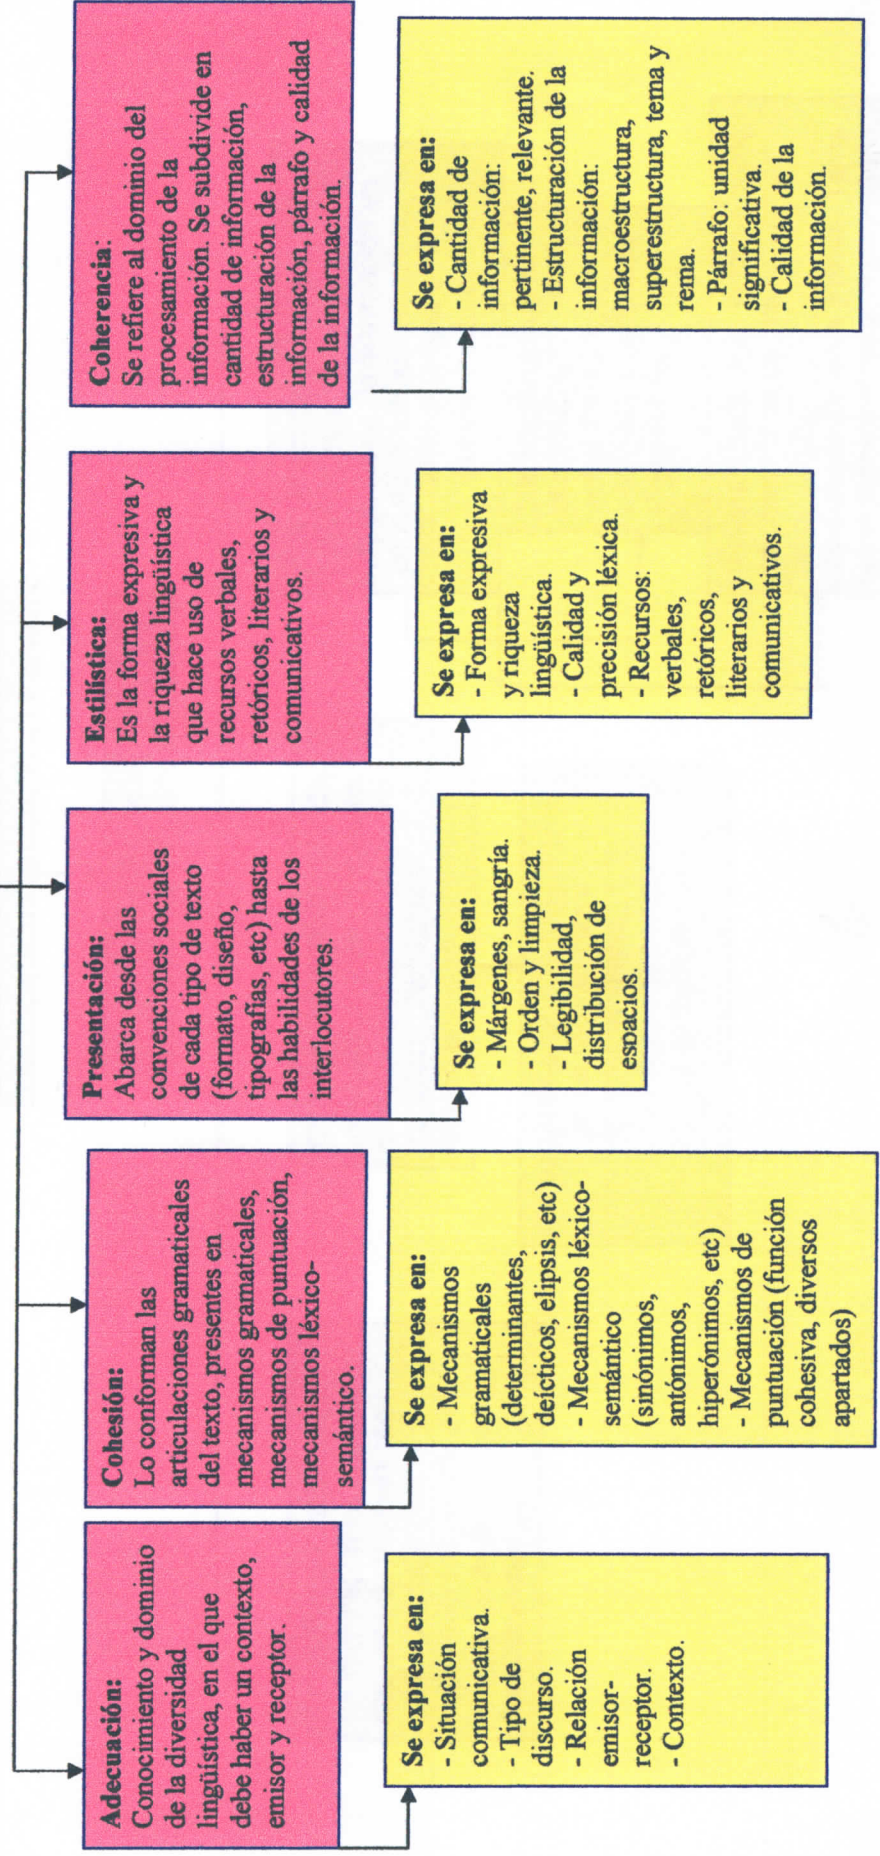 Adecuación:
Conocimiento y dominio
de la diversidad
lingüística, en el que
debe haber un contexto,
emisor y receptor.
Se expresa en:
- Situación
comunicativa.
- Tipo de
discurso.
- Relación
emisor-
receptor.
- Contexto.
Cohesión:
Lo conforman las
articulaciones gramaticales
del texto, presentes en
mecanismos gramaticales,
mecanismos de puntuación,
mecanismos léxico-
semántico.
Se expresa en:
- Mecanismos
gramaticales
(determinantes,
deícticos, elipsis, etc)
- Mecanismos léxico-
semántico
(sinónimos,
antónimos,
hiperónimos, etc)
- Mecanismos de
puntuación (función
cohesiva, diversos
apartados)
Presentación:
Abarca desde las
convenciones sociales
de cada tipo de texto
(formato, diseño,
tipografías, etc) hasta
las habilidades de los
interlocutores.
Se expresa en:
- Márgenes, sangría.
- Orden y limpieza.
- Legibilidad,
distribución de
espacios.
Estilística:
Es la forma expresiva y
la riqueza lingüística
que hace uso de
recursos verbales,
retóricos, literarios y
comunicativos.
Se expresa en:
- Forma expresiva
y riqueza
lingüística.
- Calidad y
precisión léxica.
- Recursos:
verbales,
retóricos,
literarios y
comunicativos.
Coherencia:
Se refiere al dominio del
procesamiento de la
información. Se subdivide en
cantidad de información,
estructuración de la
información, párrafo y calidad
de la información.
Se expresa en:
- Cantidad de
información:
pertinente, relevante.
- Estructuración de la
información:
macroestructura,
superestructura, tema y
rema.
- Párrafo: unidad
significativa.
- Calidad de la
información.